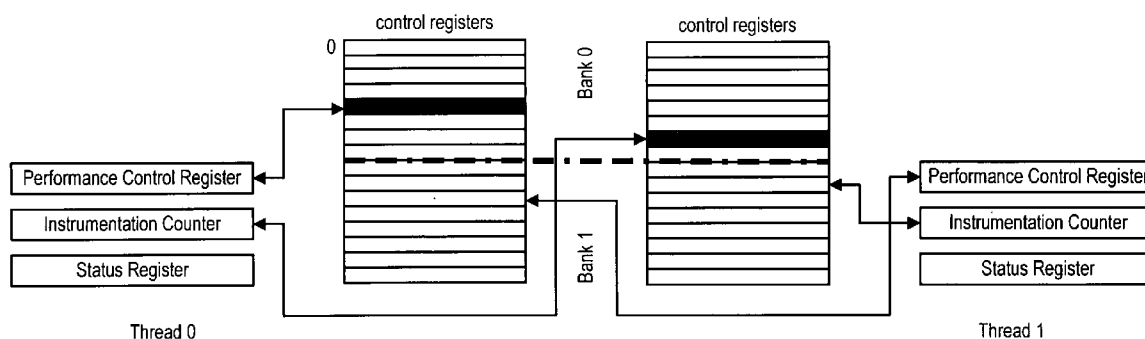 control registers
control registers
0
Bank 0
Performance Control Register
Instrumentation Counter
Status Register
Thread 0
Bank 1
Performance Control Register
Instrumentation Counter
Status Register
Thread 1